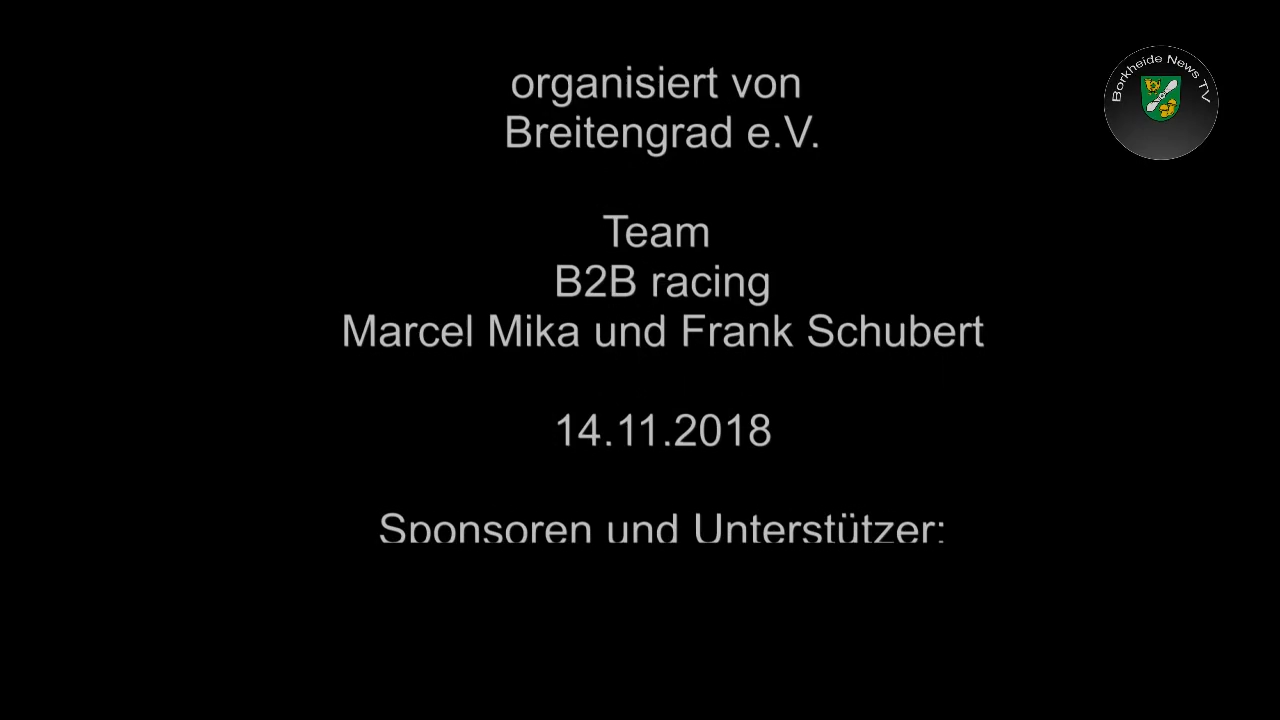 organisiert von
Breitengrad e.V.
Team
B2B racing
Marcel Mika und Frank Schubert
14.11.2018
Sponsoren und Unterstützer:
Borkheide News TV